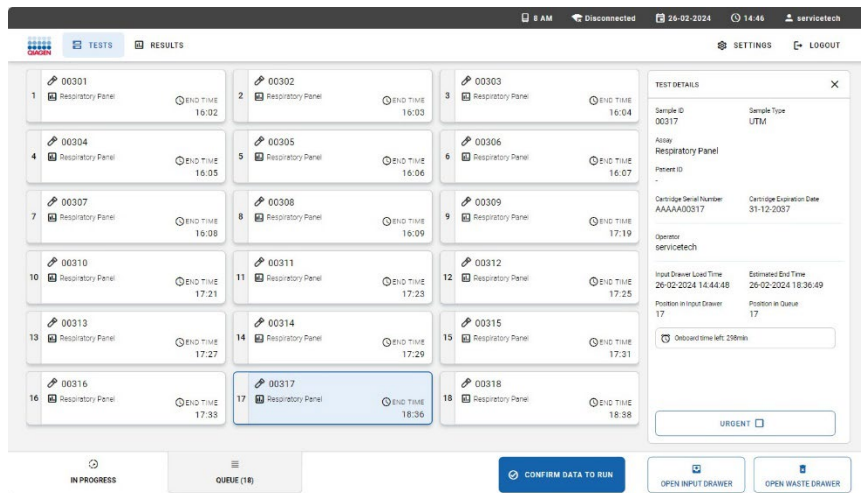 8 AM Disconnected 26-02-2024 14:46 servicetech
QIAGEN TESTS RESULTS SETTINGS LOGOUT
1 00301 Respiratory Panel END TIME 16:02
2 00302 Respiratory Panel END TIME 16:03
3 00303 Respiratory Panel END TIME 16:04
4 00304 Respiratory Panel END TIME 16:05
5 00305 Respiratory Panel END TIME 16:06
6 00306 Respiratory Panel END TIME 16:07
7 00307 Respiratory Panel END TIME 16:08
8 00308 Respiratory Panel END TIME 16:09
9 00309 Respiratory Panel END TIME 17:19
10 00310 Respiratory Panel END TIME 17:21
11 00311 Respiratory Panel END TIME 17:23
12 00312 Respiratory Panel END TIME 17:25
13 00313 Respiratory Panel END TIME 17:27
14 00314 Respiratory Panel END TIME 17:29
15 00315 Respiratory Panel END TIME 17:31
16 00316 Respiratory Panel END TIME 17:33
17 00317 Respiratory Panel END TIME 18:36
18 00318 Respiratory Panel END TIME 18:38
TEST DETAILS
Sample ID Sample Type
00317 UTM
Assay
Respiratory Panel
Patient ID
-
Cartridge Serial Number Cartridge Expiration Date
AAAAA00317 31-12-2037
Operator
servicetech
Input Drawer Load Time Estimated End Time
26-02-2024 14:44:48 26-02-2024 18:36:49
Position in Input Drawer Position in Queue
17 17
Onboard time left: 298min
URGENT
IN PROGRESS QUEUE (18) CONFIRM DATA TO RUN OPEN INPUT DRAWER OPEN WASTE DRAWER